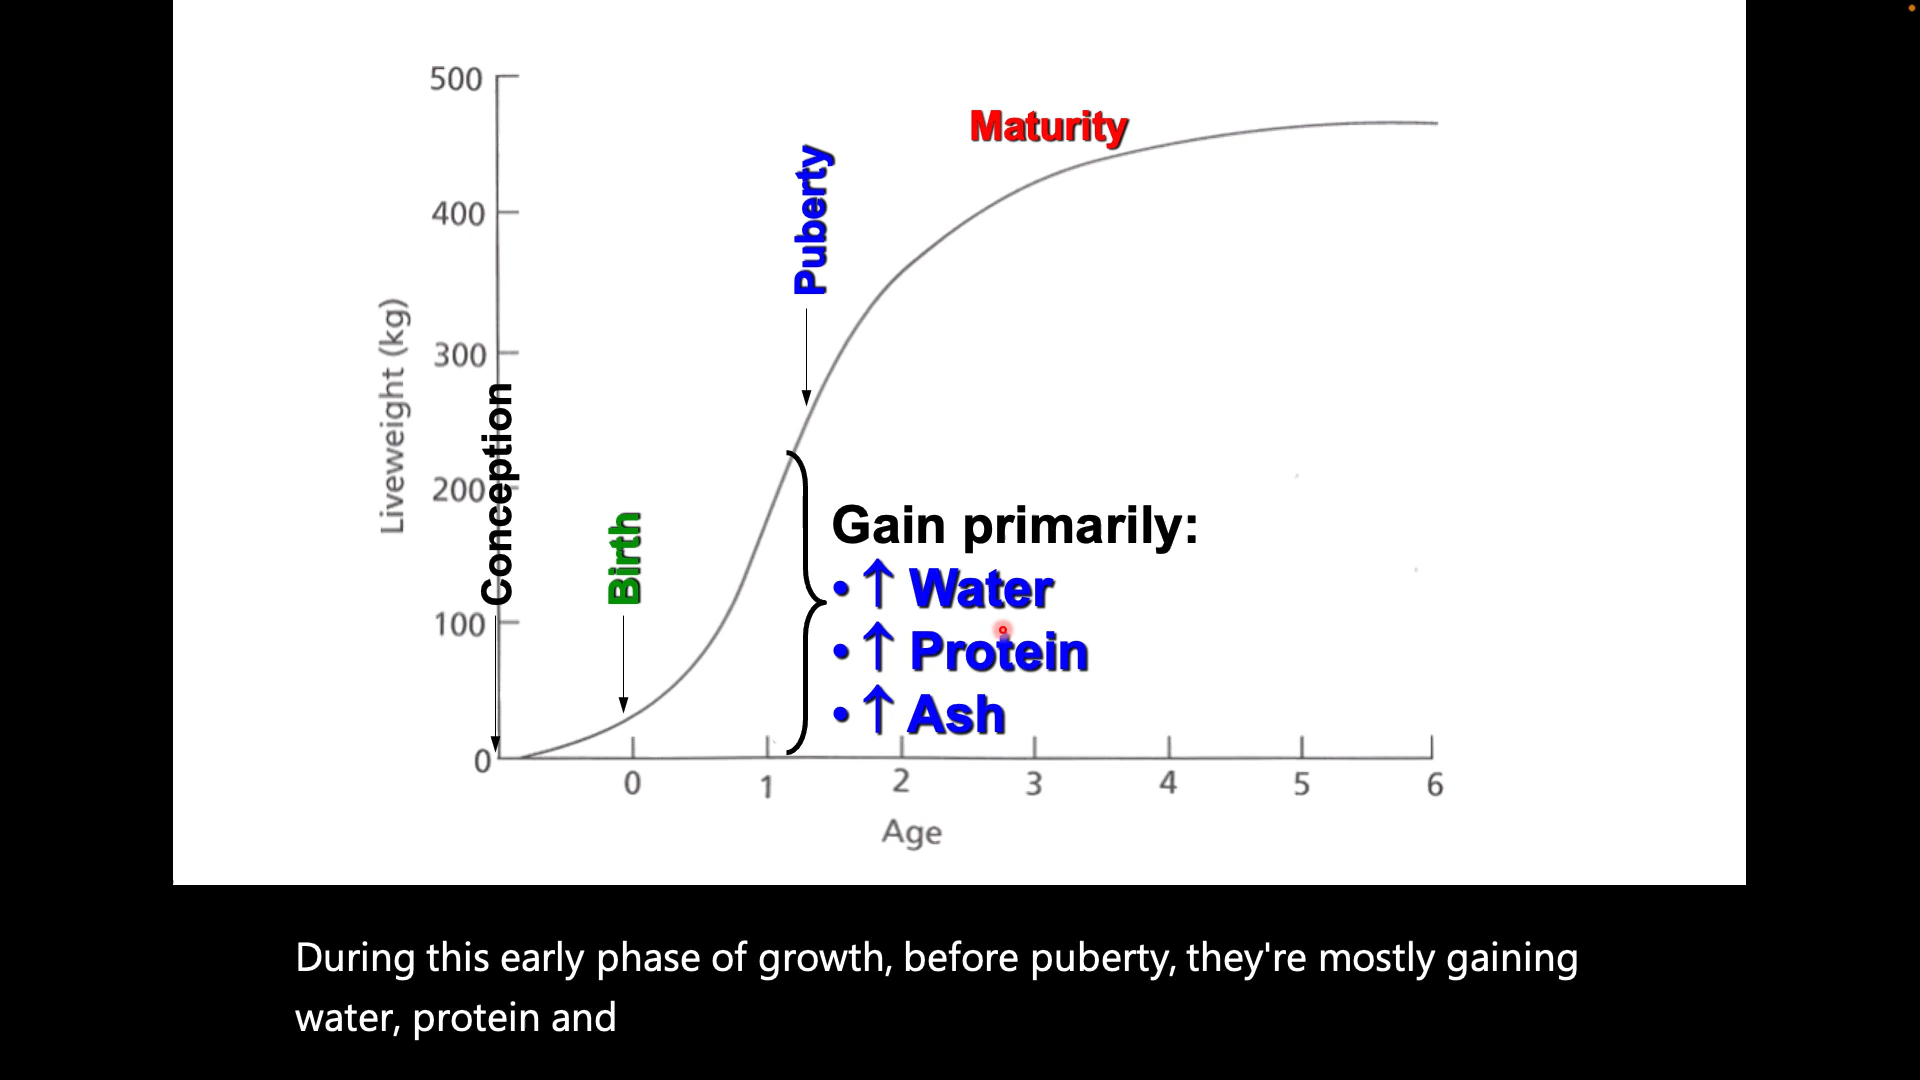 500
400
300
200
100
0
Liveweight (kg)
Conception
Birth
Puberty
Maturity
Gain primarily:
• ↑ Water
• ↑ Protein
• ↑ Ash
0 1 2 3 4 5 6
Age
During this early phase of growth, before puberty, they're mostly gaining
water, protein and